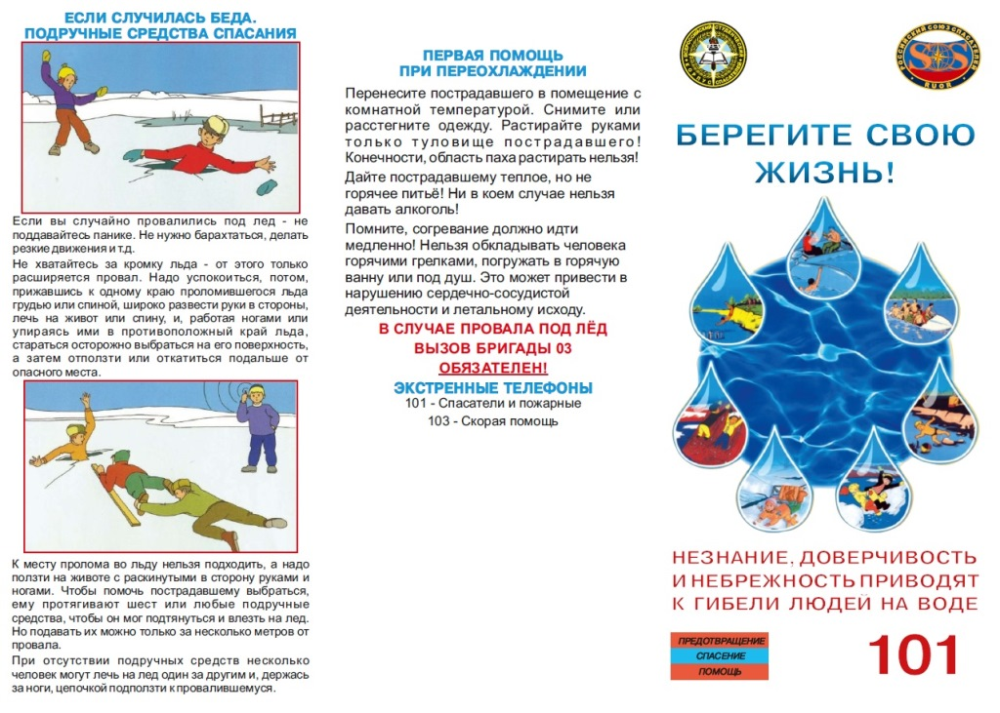 ЕСЛИ СЛУЧИЛАСЬ БЕДА.
ПОДРУЧНЫЕ СРЕДСТВА СПАСАНИЯ
Если вы случайно провалились под лед - не
поддавайтесь панике. Не нужно барахтаться, делать
резкие движения и т.д.
Не хватайтесь за кромку льда - от этого только
расширяется провал. Надо успокоиться, потом,
прижавшись к одному краю проломившегося льда
грудью или спиной, широко развести руки в стороны,
лечь на живот или спину, и, работая ногами или
упираясь ими в противоположный край льда,
стараться осторожно выбраться на его поверхность,
а затем отползти или откатиться подальше от
опасного места.
К месту пролома во льду нельзя подходить, а надо
ползти на животе с раскинутыми в сторону руками и
ногами. Чтобы помочь пострадавшему выбраться,
ему протягивают шест или любые подручные
средства, чтобы он мог подтянуться и влезть на лед.
Но подавать их можно только за несколько метров от
провала.
При отсутствии подручных средств несколько
человек могут лечь на лед один за другим и, держась
за ноги, цепочкой подползти к провалившемуся.
ПЕРВАЯ ПОМОЩЬ
ПРИ ПЕРЕОХЛАЖДЕНИИ
Перенесите пострадавшего в помещение с
комнатной температурой. Снимите или
расстегните одежду. Растирайте руками
только туловище пострадавшего!
Конечности, область паха растирать нельзя!
Дайте пострадавшему теплое, но не
горячее питьё! Ни в коем случае нельзя
давать алкоголь!
Помните, согревание должно идти
медленно! Нельзя обкладывать человека
горячими грелками, погружать в горячую
ванну или под душ. Это может привести в
нарушению сердечно-сосудистой
деятельности и летальному исходу.
В СЛУЧАЕ ПРОВАЛА ПОД ЛЁД
ВЫЗОВ БРИГАДЫ 03
ОБЯЗАТЕЛЕН!
ЭКСТРЕННЫЕ ТЕЛЕФОНЫ
101 - Спасатели и пожарные
103 - Скорая помощь
РОССИЙСКИЙ СОЮЗ СПАСАТЕЛЕЙ
SOS
RUOR
БЕРЕГИТЕ СВОЮ
ЖИЗНЬ!
НЕЗНАНИЕ, ДОВЕРЧИВОСТЬ
И НЕБРЕЖНОСТЬ ПРИВОДЯТ
К ГИБЕЛИ ЛЮДЕЙ НА ВОДЕ
ПРЕДОТВРАЩЕНИЕ
СПАСЕНИЕ
ПОМОЩЬ
101